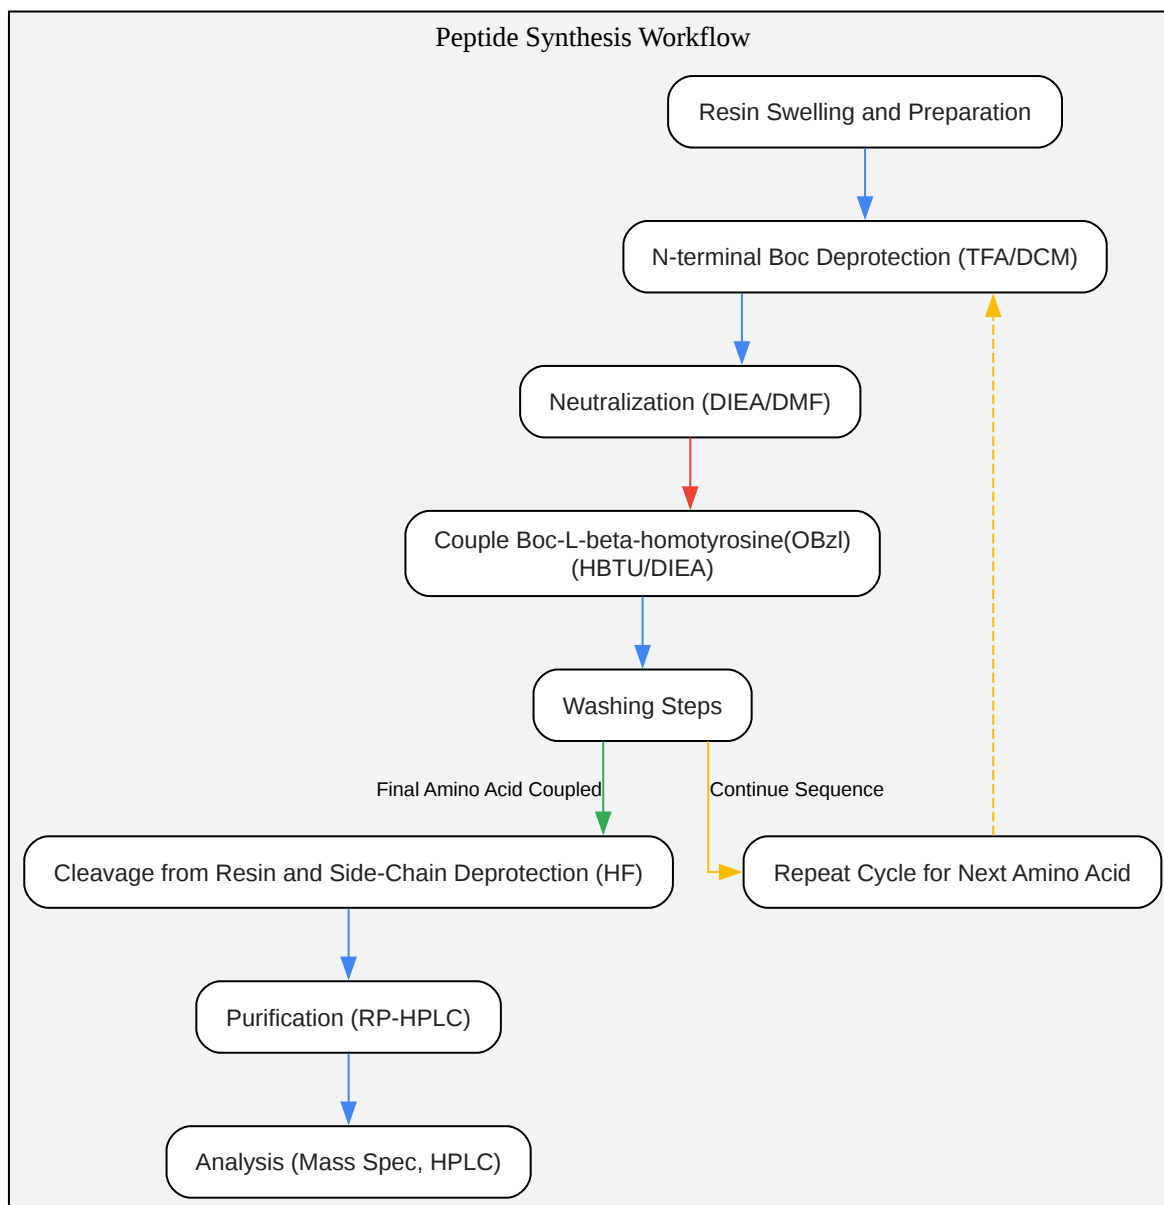 Peptide Synthesis Workflow
Resin Swelling and Preparation
N-terminal Boc Deprotection (TFA/DCM)
Neutralization (DIEA/DMF)
Couple Boc-L-beta-homotyrosine(OBzl)
(HBTU/DIEA)
Washing Steps
Final Amino Acid Coupled
Continue Sequence
Cleavage from Resin and Side-Chain Deprotection (HF)
Repeat Cycle for Next Amino Acid
Purification (RP-HPLC)
Analysis (Mass Spec, HPLC)